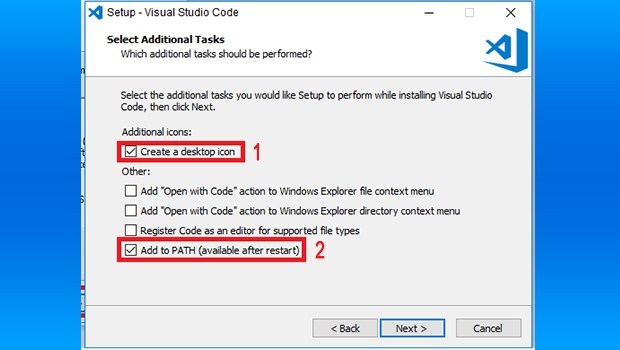 Setup - Visual Studio Code
Select Additional Tasks
Which additional tasks should be performed?
Select the additional tasks you would like Setup to perform while installing Visual Studio
Code, then click Next.
Additional icons:
Create a desktop icon 1
Other:
Add "Open with Code" action to Windows Explorer file context menu
Add "Open with Code" action to Windows Explorer directory context menu
Register Code as an editor for supported file types
Add to PATH (available after restart) 2
< Back Next > Cancel